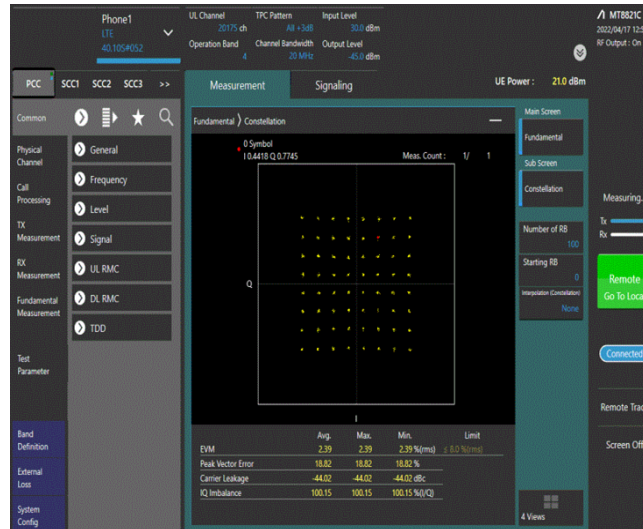 Phone1
LTE
40.10S#052
UL Channel
20175 ch
TPC Pattern
All +3dB
Input Level
30.0 dBm
Operation Band
4
Channel Bandwidth
20 MHz
Output Level
-45.0 dBm
MT8821C
2022/04/17 12:5
RF Output : On
PCC SCC1 SCC2 SCC3 >>
Measurement Signaling
UE Power : 21.0 dBm
Common
Physical
Channel
Call
Processing
TX
Measurement
RX
Measurement
Fundamental
Measurement
Test
Parameter
Band
Definition
External
Loss
System
Config
General
Frequency
Level
Signal
UL RMC
DL RMC
TDD
Fundamental Constellation
0 Symbol
I 0.4418 Q 0.7745
Meas. Count : 1/ 1
Q
I
Avg. Max. Min. Limit
EVM 2.39 2.39 2.39 %(rms) ≤ 8.0 %(rms)
Peak Vector Error 18.82 18.82 18.82 %
Carrier Leakage -44.02 -44.02 -44.02 dBc
IQ Imbalance 100.15 100.15 100.15 %(I/Q)
Main Screen
Fundamental
Sub Screen
Constellation
Number of RB
100
Starting RB
0
Interpolation (Constellation)
None
4 Views
Measuring.
Tx
Rx
Remote
Go To Loca
Connected
Remote Trac
Screen Off